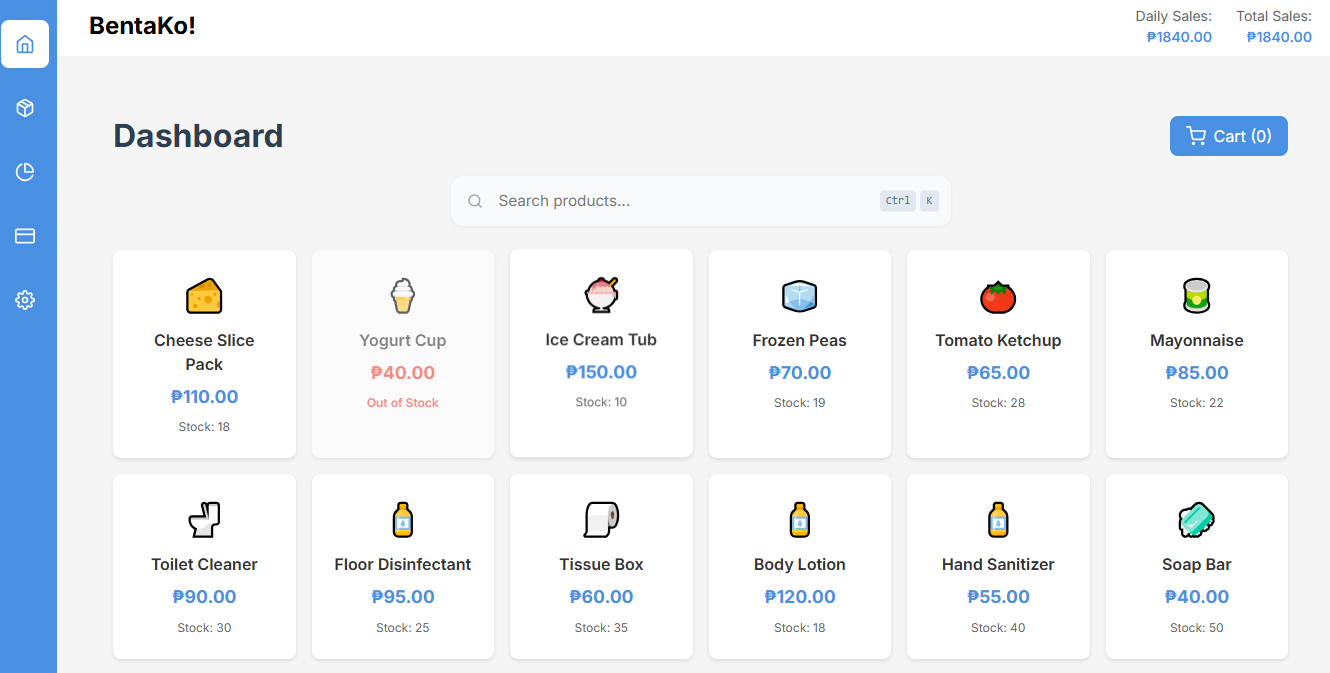 BentaKo!
Daily Sales: Total Sales:
₱1840.00 ₱1840.00
Dashboard
Cart (0)
Search products... Ctrl K
Cheese Slice Pack
₱110.00
Stock: 18
Yogurt Cup
₱40.00
Out of Stock
Ice Cream Tub
₱150.00
Stock: 10
Frozen Peas
₱70.00
Stock: 19
Tomato Ketchup
₱65.00
Stock: 28
Mayonnaise
₱85.00
Stock: 22
Toilet Cleaner
₱90.00
Stock: 30
Floor Disinfectant
₱95.00
Stock: 25
Tissue Box
₱60.00
Stock: 35
Body Lotion
₱120.00
Stock: 18
Hand Sanitizer
₱55.00
Stock: 40
Soap Bar
₱40.00
Stock: 50